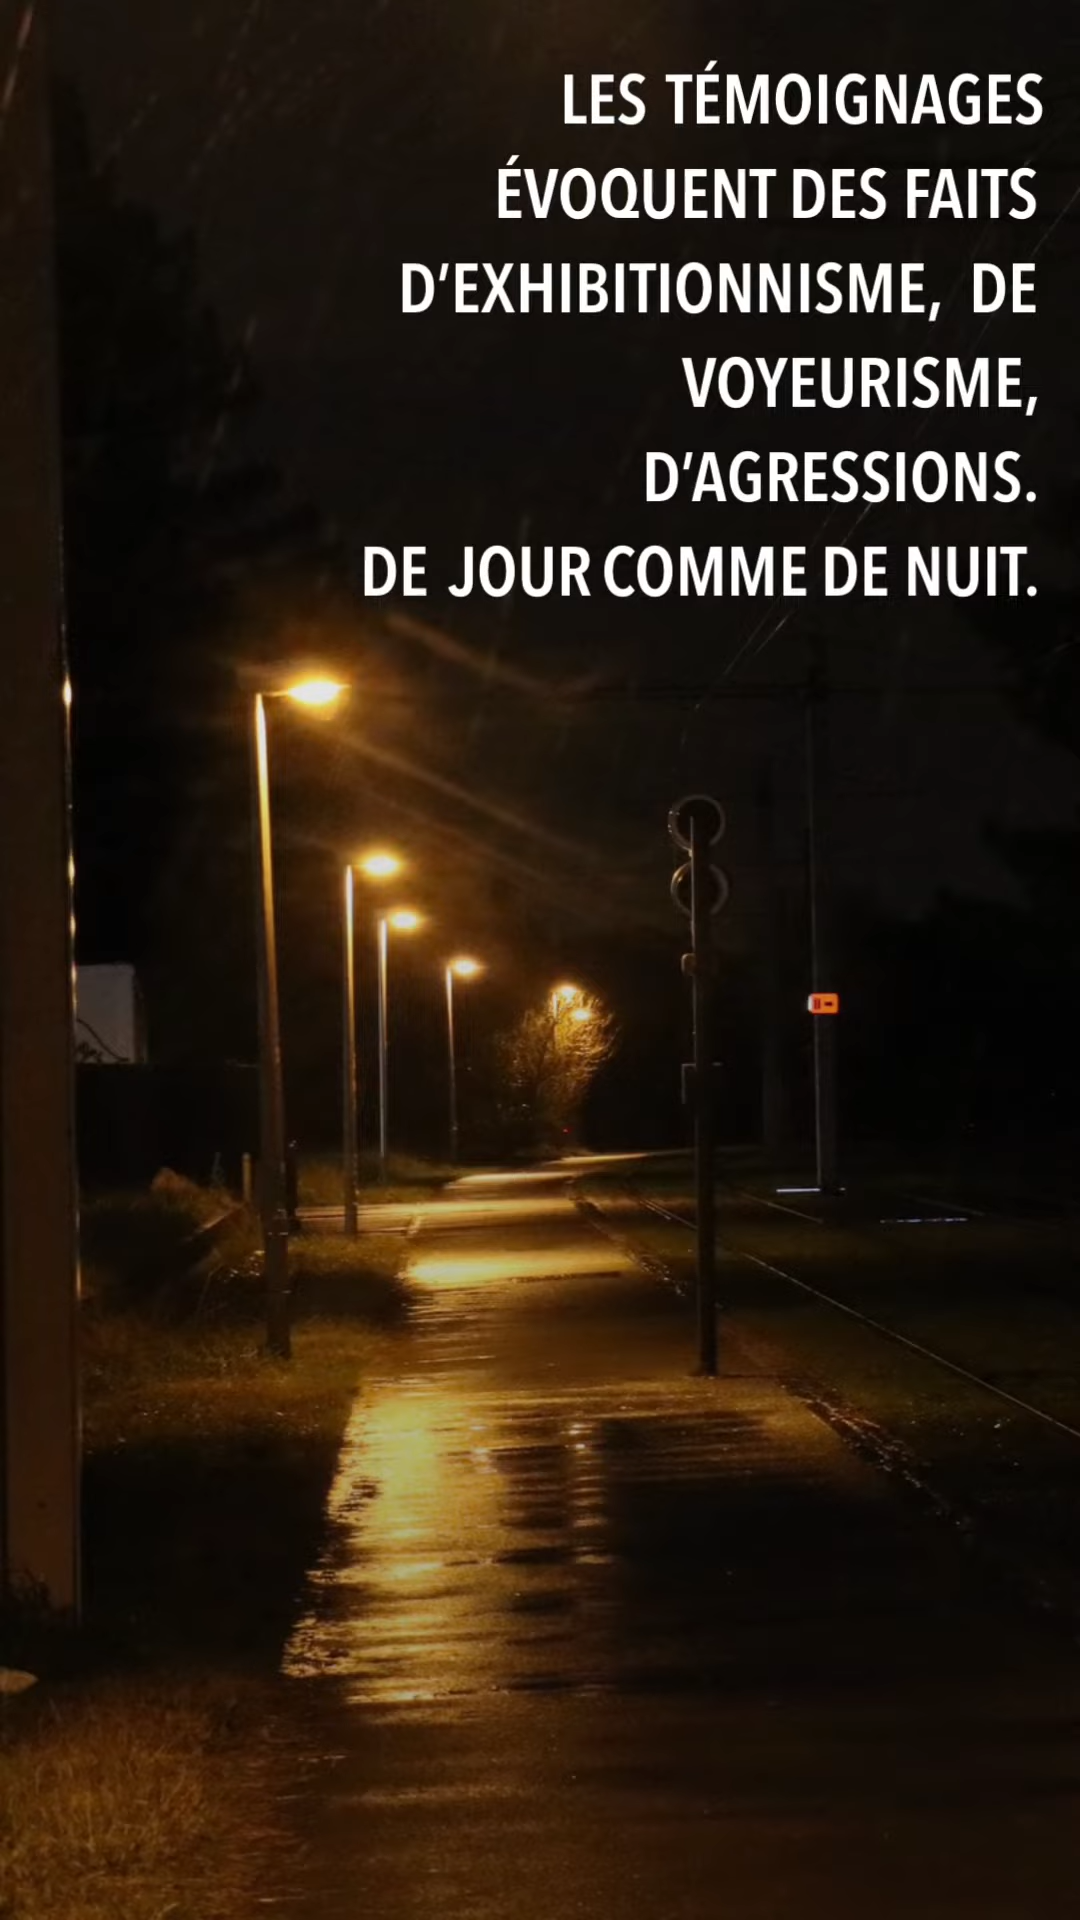 LES TÉMOIGNAGES
ÉVOQUENT DES FAITS
D'EXHIBITIONNISME, DE
VOYEURISME,
D'AGRESSIONS.
DE JOUR COMME DE NUIT.